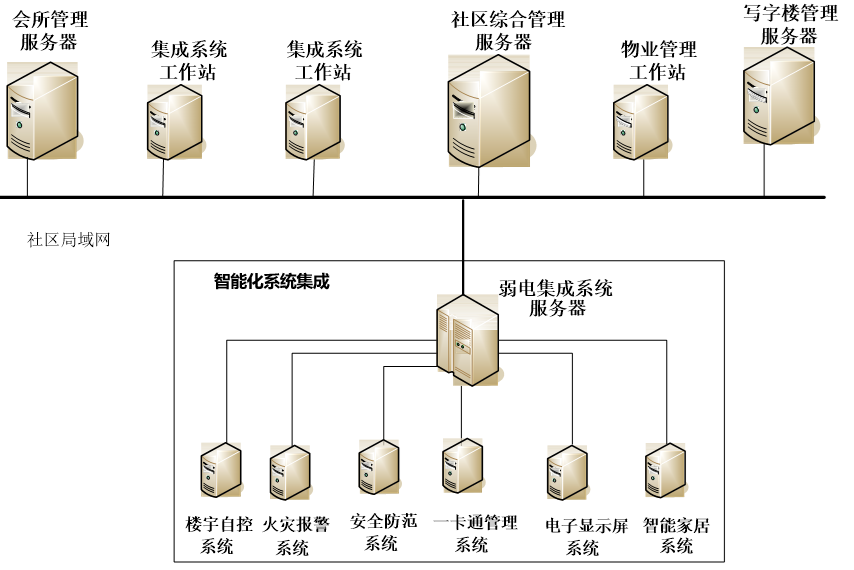 会所管理
服务器
集成系统
工作站
集成系统
工作站
社区综合管理
服务器
物业管理
工作站
写字楼管理
服务器
社区局域网
智能化系统集成
弱电集成系统
服务器
楼宇自控
系统
火灾报警
系统
安全防范
系统
一卡通管理
系统
电子显示屏
系统
智能家居
系统